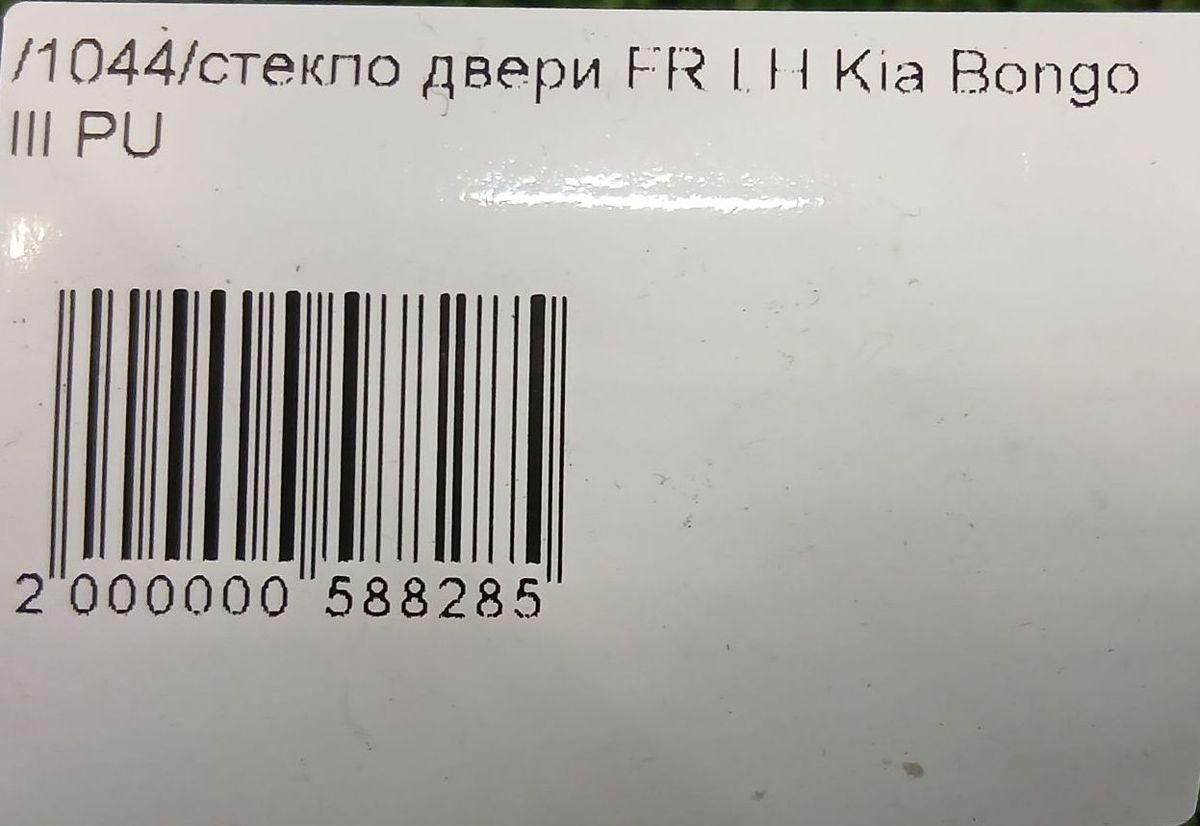 /1044/стекло двери FR LH Kia Bongo
III PU
2 000000 588285